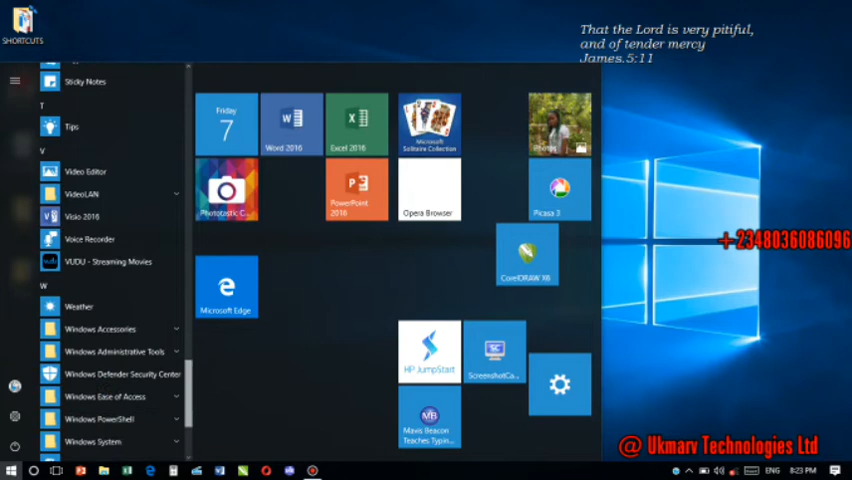 SHORTCUTS
That the Lord is very pitiful,
and of tender mercy
James.5:11
Sticky Notes
T
Tips
V
Video Editor
VideoLAN
Visio 2016
Voice Recorder
VUDU - Streaming Movies
W
Weather
Windows Accessories
Windows Administrative Tools
Windows Defender Security Center
Windows Ease of Access
Windows PowerShell
Windows System
Friday
7
Word 2016
Excel 2016
Microsoft
Solitaire Collection
Photos
Phototastic C...
PowerPoint
2016
Opera Browser
Picasa 3
CorelDRAW X6
Microsoft Edge
HP JumpStart
SC
ScreenshotCa...
MB
Mavis Beacon
Teaches Typin...
+2348036086096
@ Ukmarv Technologies Ltd
ENG
8:23 PM